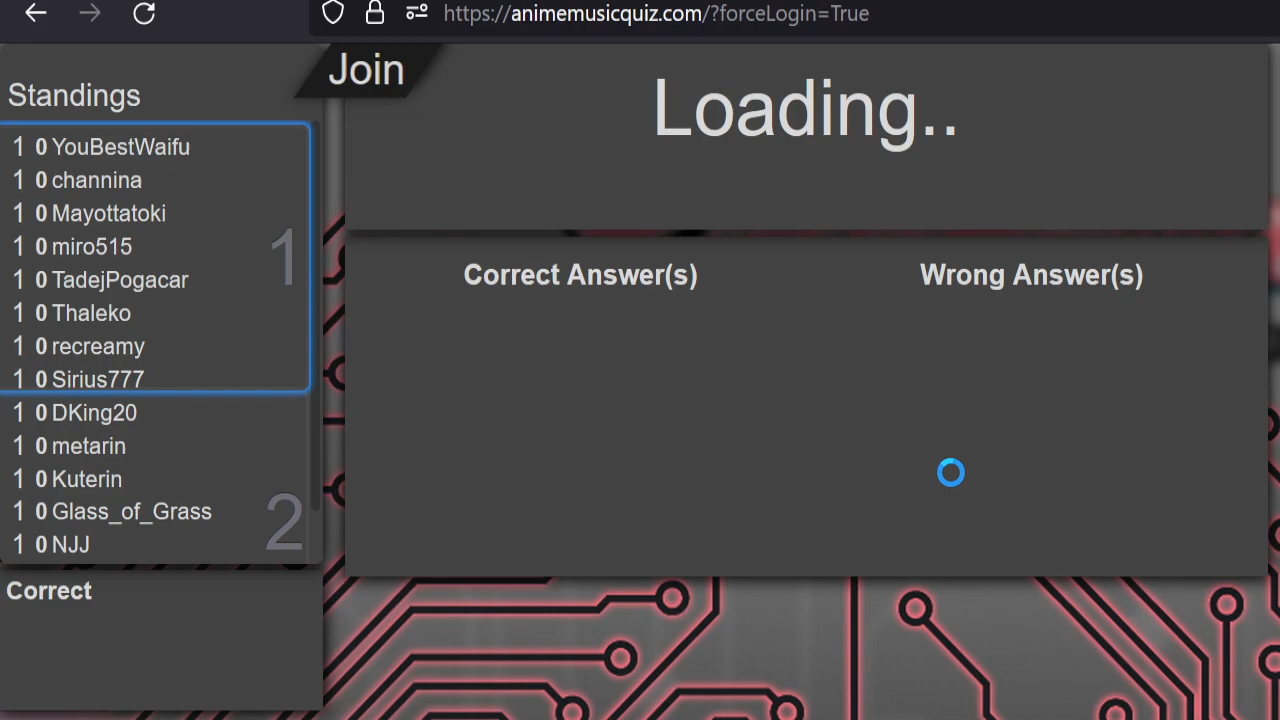 https://animemusicquiz.com/?forceLogin=True
Join
Loading..
Standings
1 0 YouBestWaifu
1 0 channina
1 0 Mayottatoki
1 0 miro515
1
1 0 TadejPogacar
1 0 Thaleko
1 0 recreamy
1 0 Sirius777
1 0 DKing20
1 0 metarin
1 0 Kuterin
1 0 Glass_of_Grass
2
1 0 NJJ
Correct
Correct Answer(s)
Wrong Answer(s)